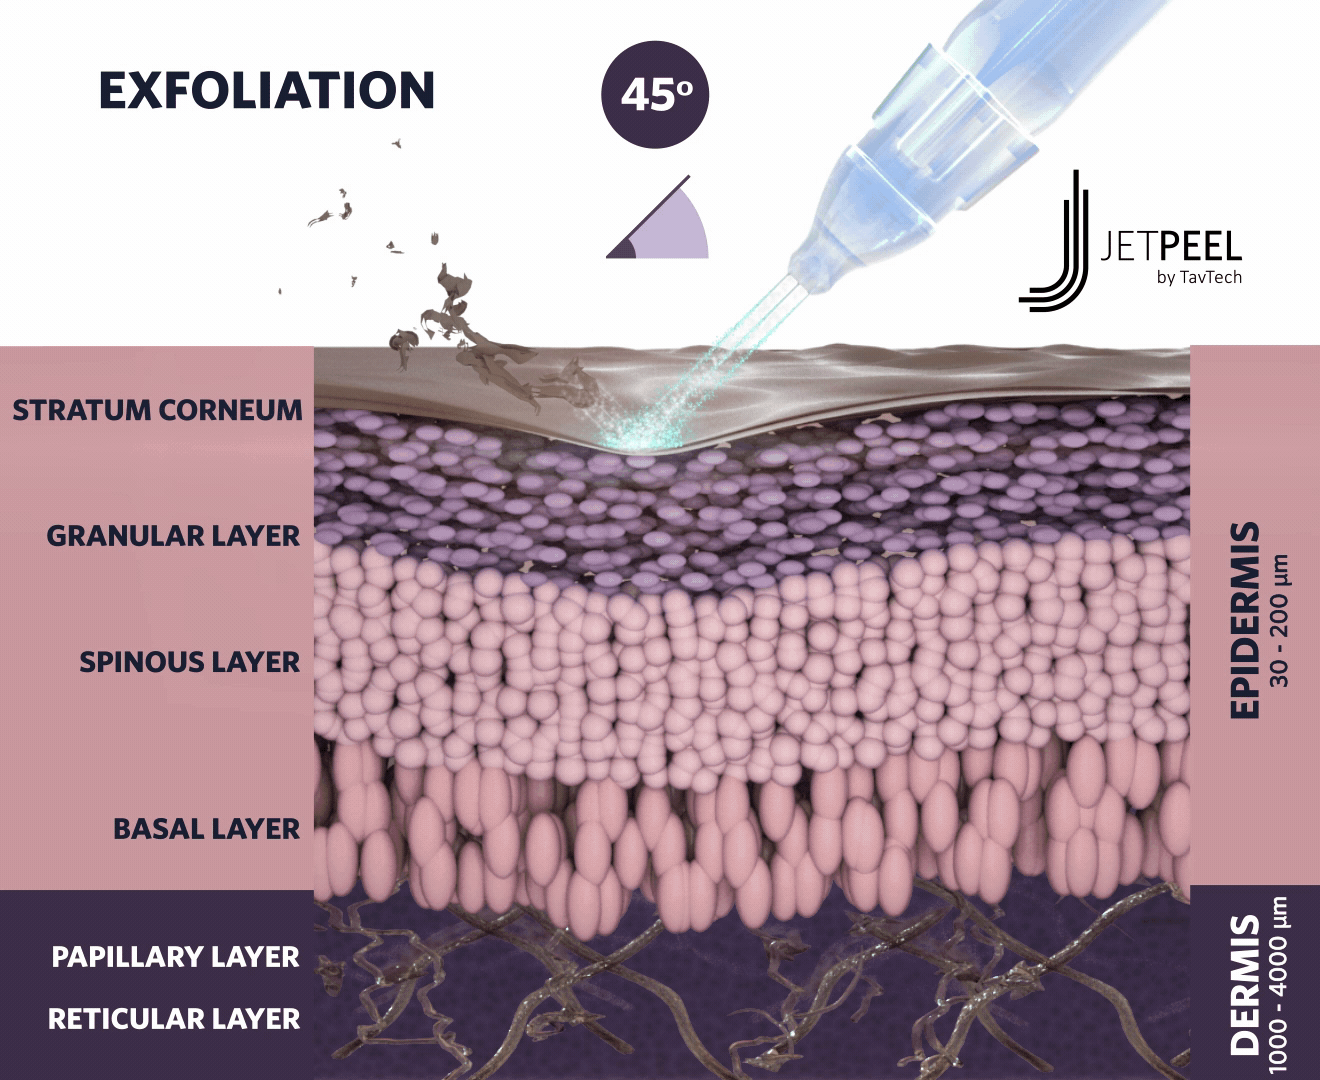 EXFOLIATION
45º
JETPEEL
by TavTech
STRATUM CORNEUM
GRANULAR LAYER
SPINOUS LAYER
BASAL LAYER
PAPILLARY LAYER
RETICULAR LAYER
EPIDERMIS
30 - 200 µm
DERMIS
1000 - 4000 µm